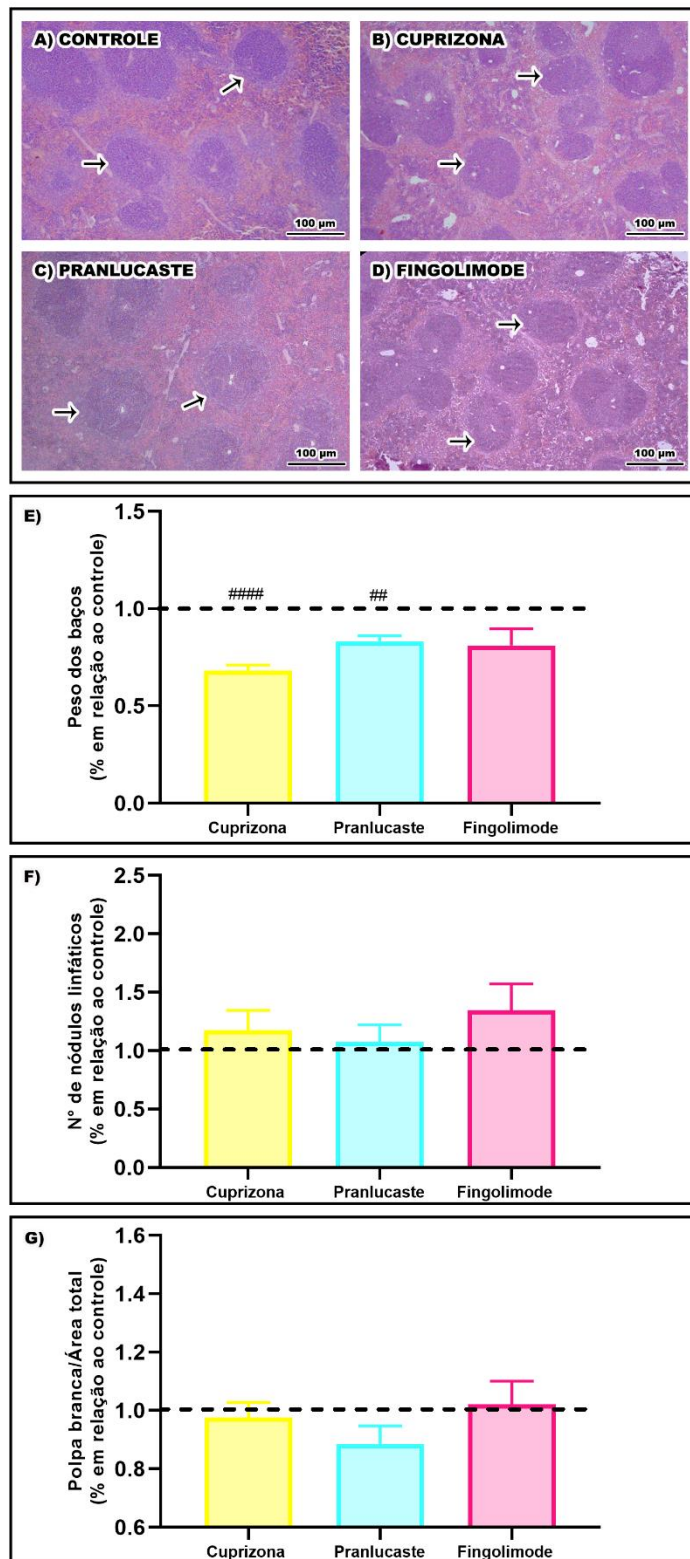 A) CONTROLE
B) CUPRIZONA
100 µm
100 µm
C) PRANLUCASTE
D) FINGOLIMODE
100 µm
100 µm
E)
Peso dos baços
(% em relação ao controle)
1.5
1.0
0.5
0.0
####
##
Cuprizona
Pranlucaste
Fingolimode
F)
N° de nódulos linfáticos
(% em relação ao controle)
2.5
2.0
1.5
1.0
0.5
0.0
Cuprizona
Pranlucaste
Fingolimode
G)
Polpa branca/Área total
(% em relação ao controle)
1.6
1.4
1.2
1.0
0.8
0.6
Cuprizona
Pranlucaste
Fingolimode